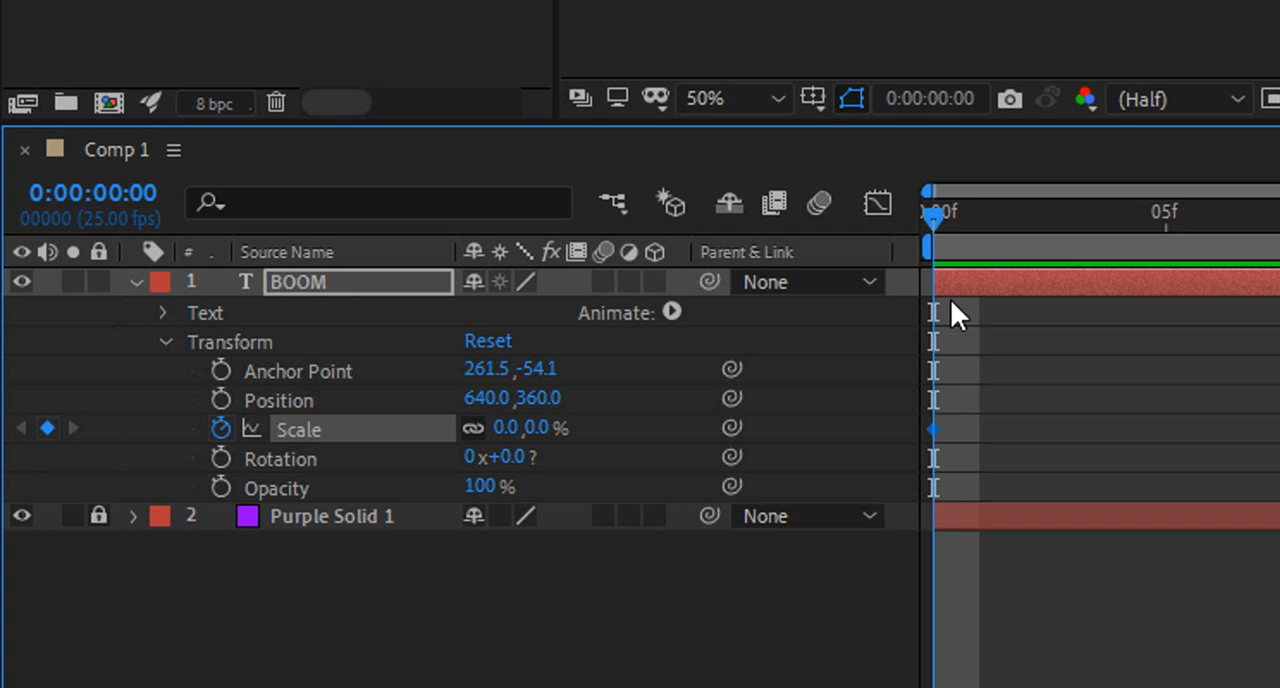 8 bpc
50%
0:00:00:00
(Half)
× Comp 1
0:00:00:00
00000 (25.00 fps)
:00f 05f
# . Source Name fx Parent & Link
1 T BOOM None
Text Animate:
Transform Reset
Anchor Point 261.5 ,-54.1
Position 640.0 ,360.0
Scale 0.0 ,0.0 %
Rotation 0 x +0.0 ?
Opacity 100 %
2 Purple Solid 1 None